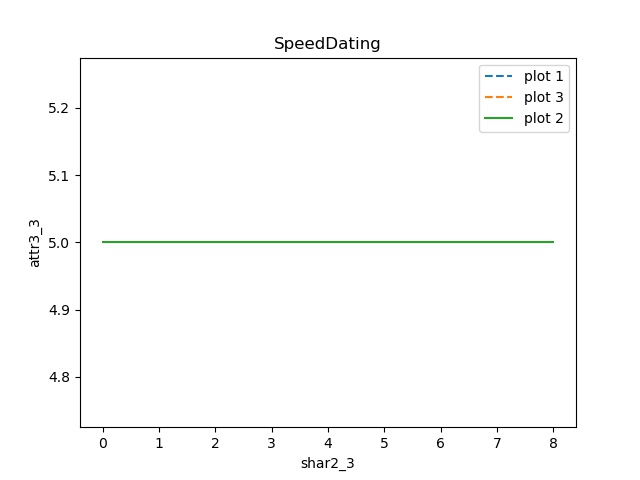 SpeedDating
plot 1
plot 3
plot 2
5.2
5.1
5.0
4.9
4.8
attr3_3
0 1 2 3 4 5 6 7 8
shar2_3